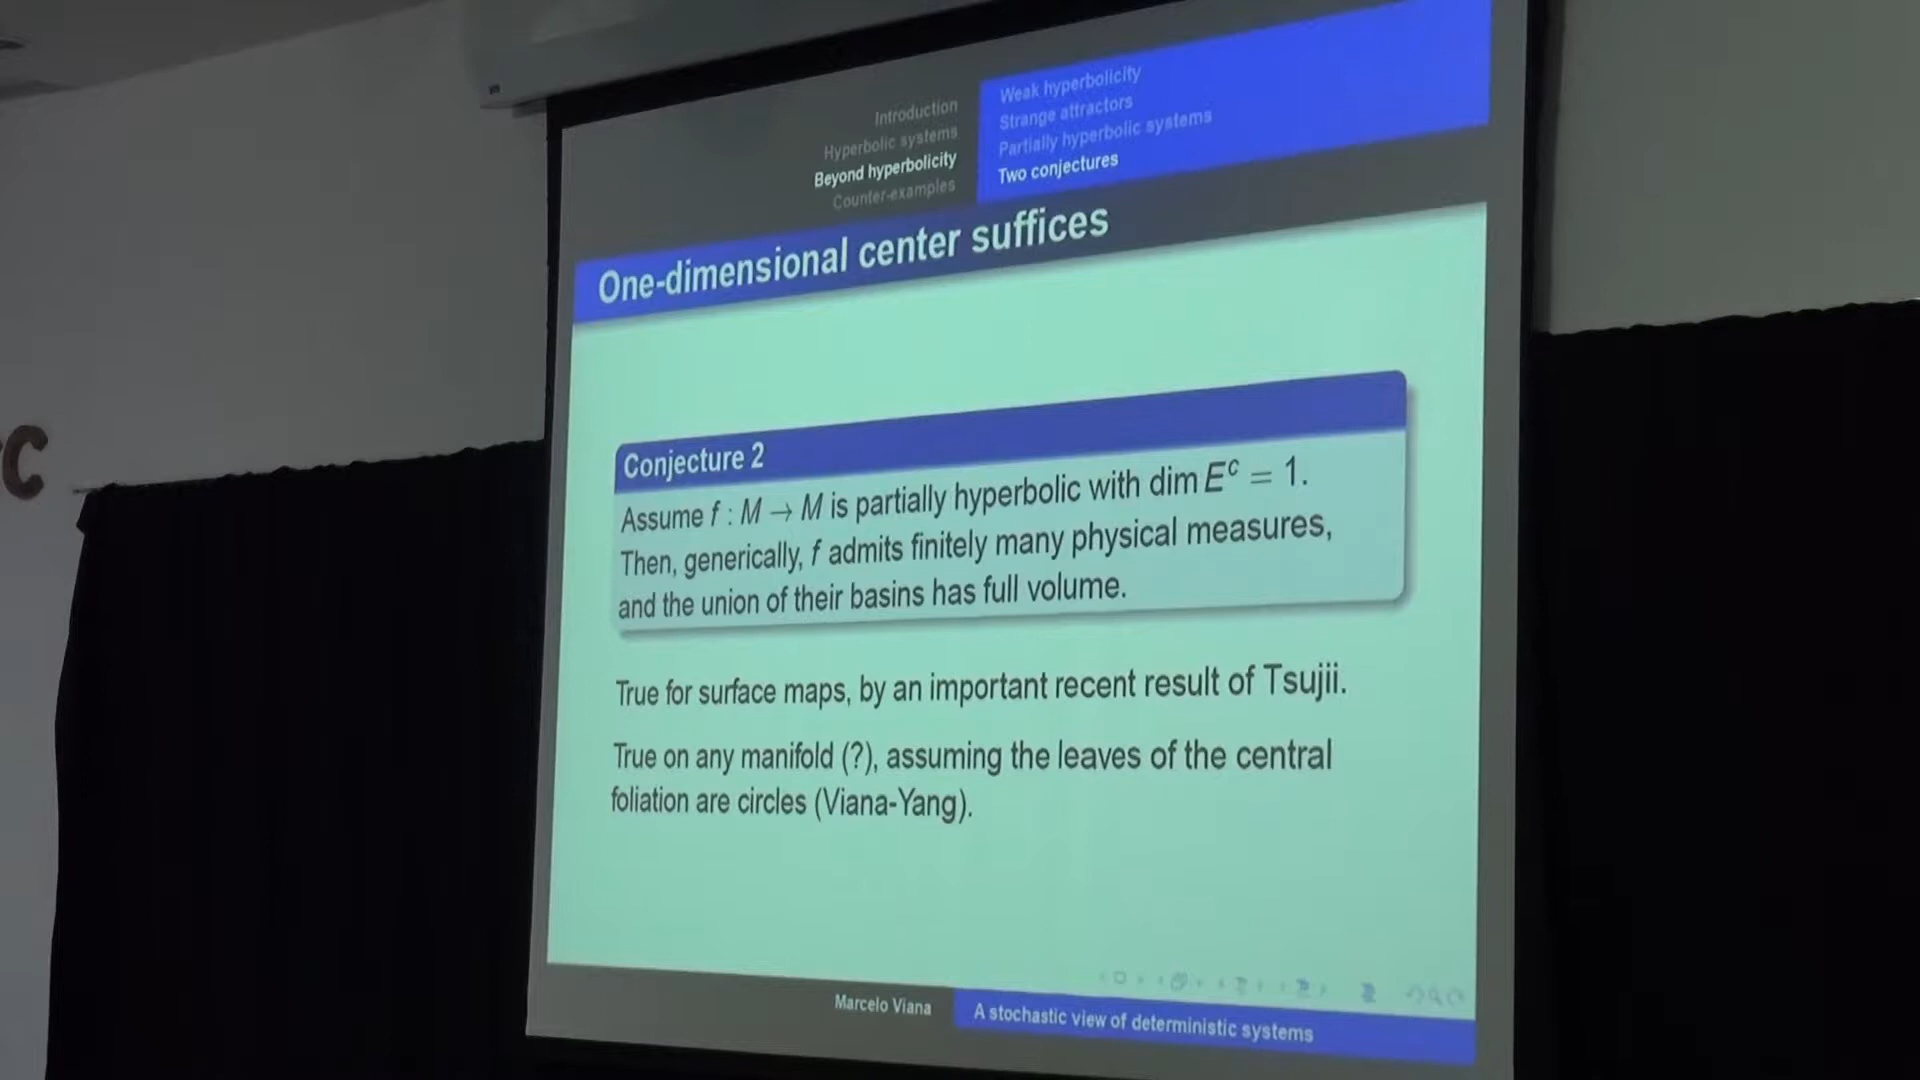 Introduction
Hyperbolic systems
Beyond hyperbolicity
Counter-examples
Weak hyperbolicity
Strange attractors
Partially hyperbolic systems
Two conjectures
One-dimensional center suffices
Conjecture 2
Assume f : M → M is partially hyperbolic with dim Eᶜ = 1.
Then, generically, f admits finitely many physical measures,
and the union of their basins has full volume.
True for surface maps, by an important recent result of Tsujii.
True on any manifold (?), assuming the leaves of the central
foliation are circles (Viana-Yang).
Marcelo Viana
A stochastic view of deterministic systems
C